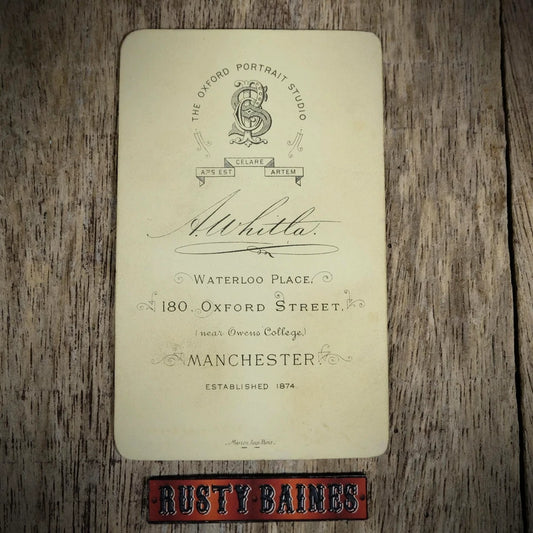 THE OXFORD PORTRAIT STUDIO
CELARE
ARS EST ARTEM
A. Whitla.
WATERLOO PLACE,
180. OXFORD STREET.
(near Owens College)
MANCHESTER.
ESTABLISHED 1874.
RUSTY BAINES